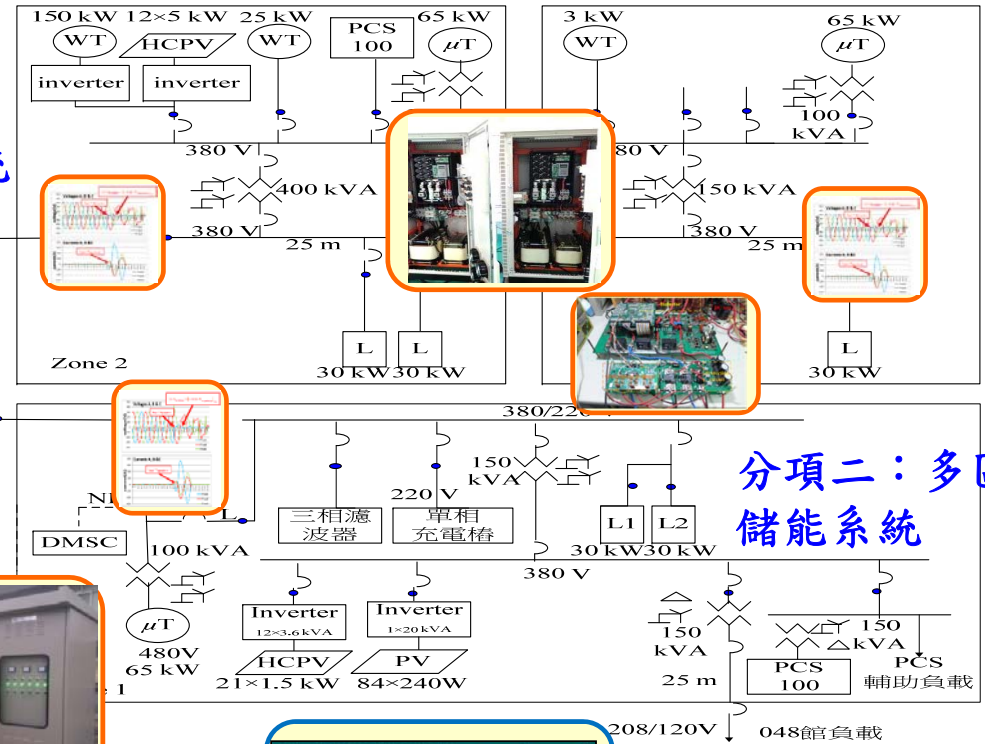 150 kW 12×5 kW 25 kW 65 kW
WT HCPV WT PCS 100 μT
inverter inverter
380 V
400 kVA
380 V
25 m
L L
30 kW 30 kW
Zone 2
3 kW 65 kW
WT μT
100 kVA
80 V
150 kVA
380 V
25 m
L
30 kW
380/220
150 kVA
220 V
三相濾波器
單相充電樁
L1 L2
30 kW 30 kW
分項二：多
儲能系統
L
DMSC
100 kVA
μT
480V
65 kW
1
380 V
Inverter 12×3.6 kVA
Inverter 1×20 kVA
HCPV PV
21×1.5 kW 84×240W
150 kVA
25 m
150 kVA
PCS 100
PCS 輔助負載
208/120V
048館負載